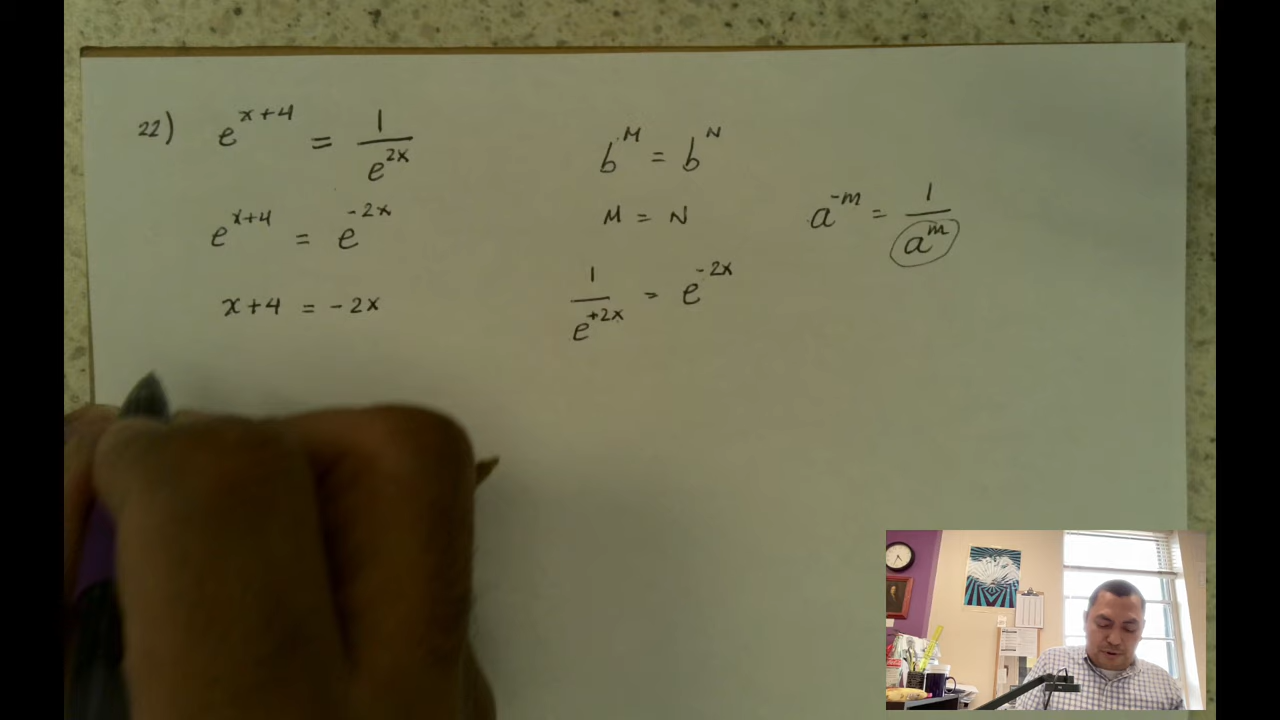 22) e^{x+4} = 1/e^{2x}
e^{x+4} = e^{-2x}
x+4 = -2x
b^M = b^N
M = N
1/e^{+2x} = e^{-2x}
a^{-m} = 1/a^m